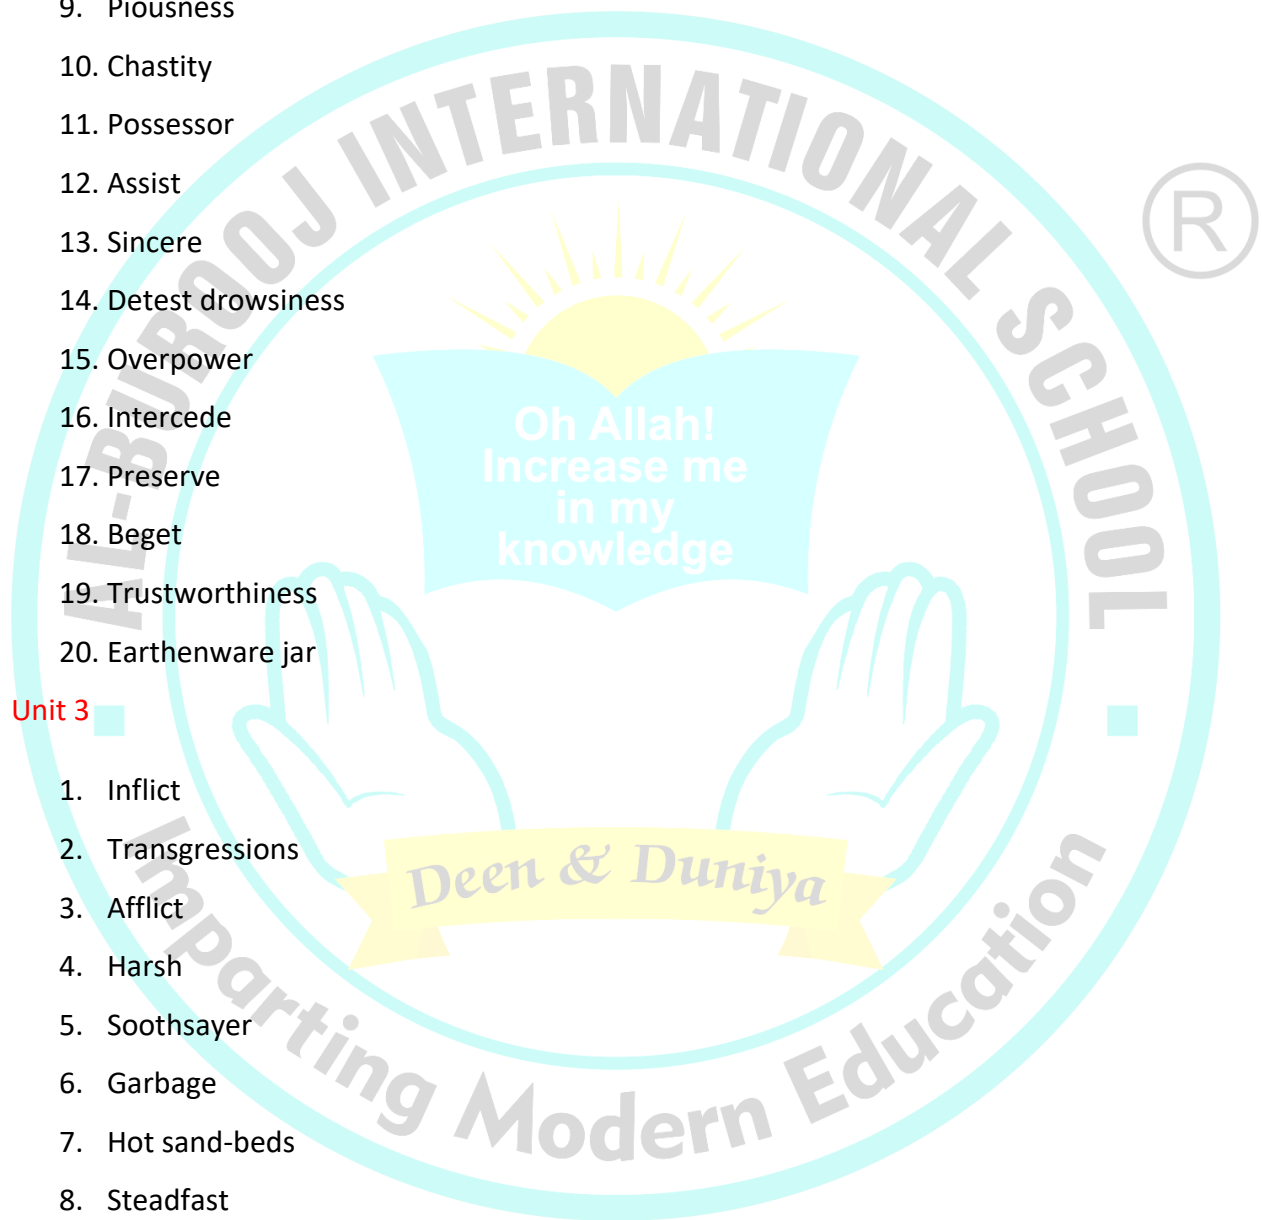 9. Piousness
10. Chastity
11. Possessor
12. Assist
13. Sincere
14. Detest drowsiness
15. Overpower
16. Intercede
17. Preserve
18. Beget
19. Trustworthiness
20. Earthenware jar
Unit 3
1. Inflict
2. Transgressions
3. Afflict
4. Harsh
5. Soothsayer
6. Garbage
7. Hot sand-beds
8. Steadfast
AL-BUROOJ INTERNATIONAL SCHOOL
®
Oh Allah!
Increase me
in my
knowledge
Deen & Duniya
Imparting Modern Education